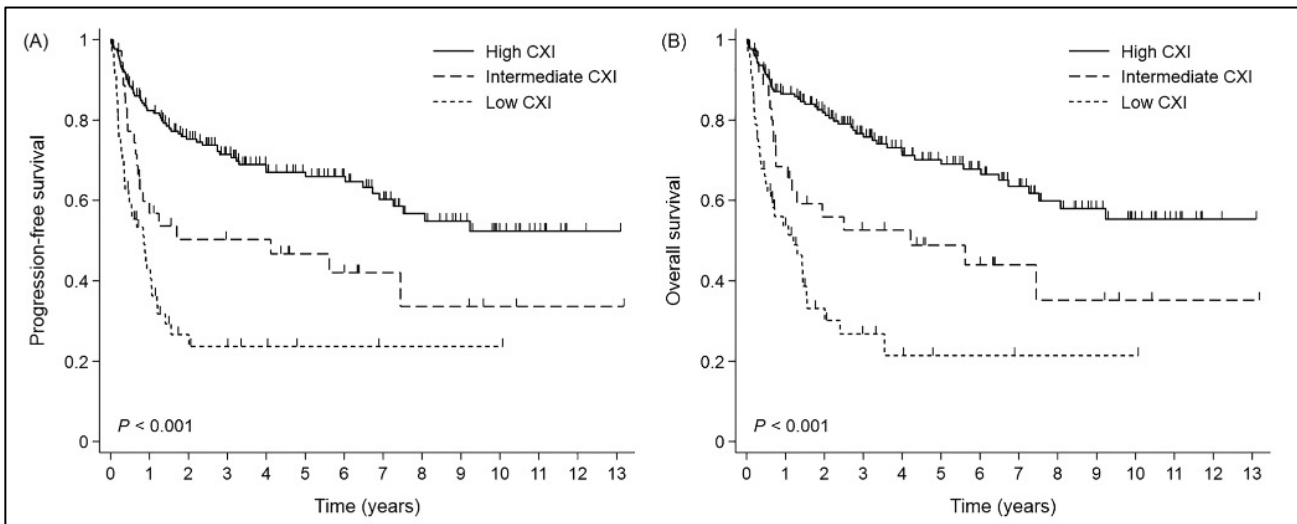 (A)
High CXI
Intermediate CXI
Low CXI
Progression-free survival
1
0.8
0.6
0.4
0.2
0
P < 0.001
0 1 2 3 4 5 6 7 8 9 10 11 12 13
Time (years)
(B)
High CXI
Intermediate CXI
Low CXI
Overall survival
1
0.8
0.6
0.4
0.2
0
P < 0.001
0 1 2 3 4 5 6 7 8 9 10 11 12 13
Time (years)